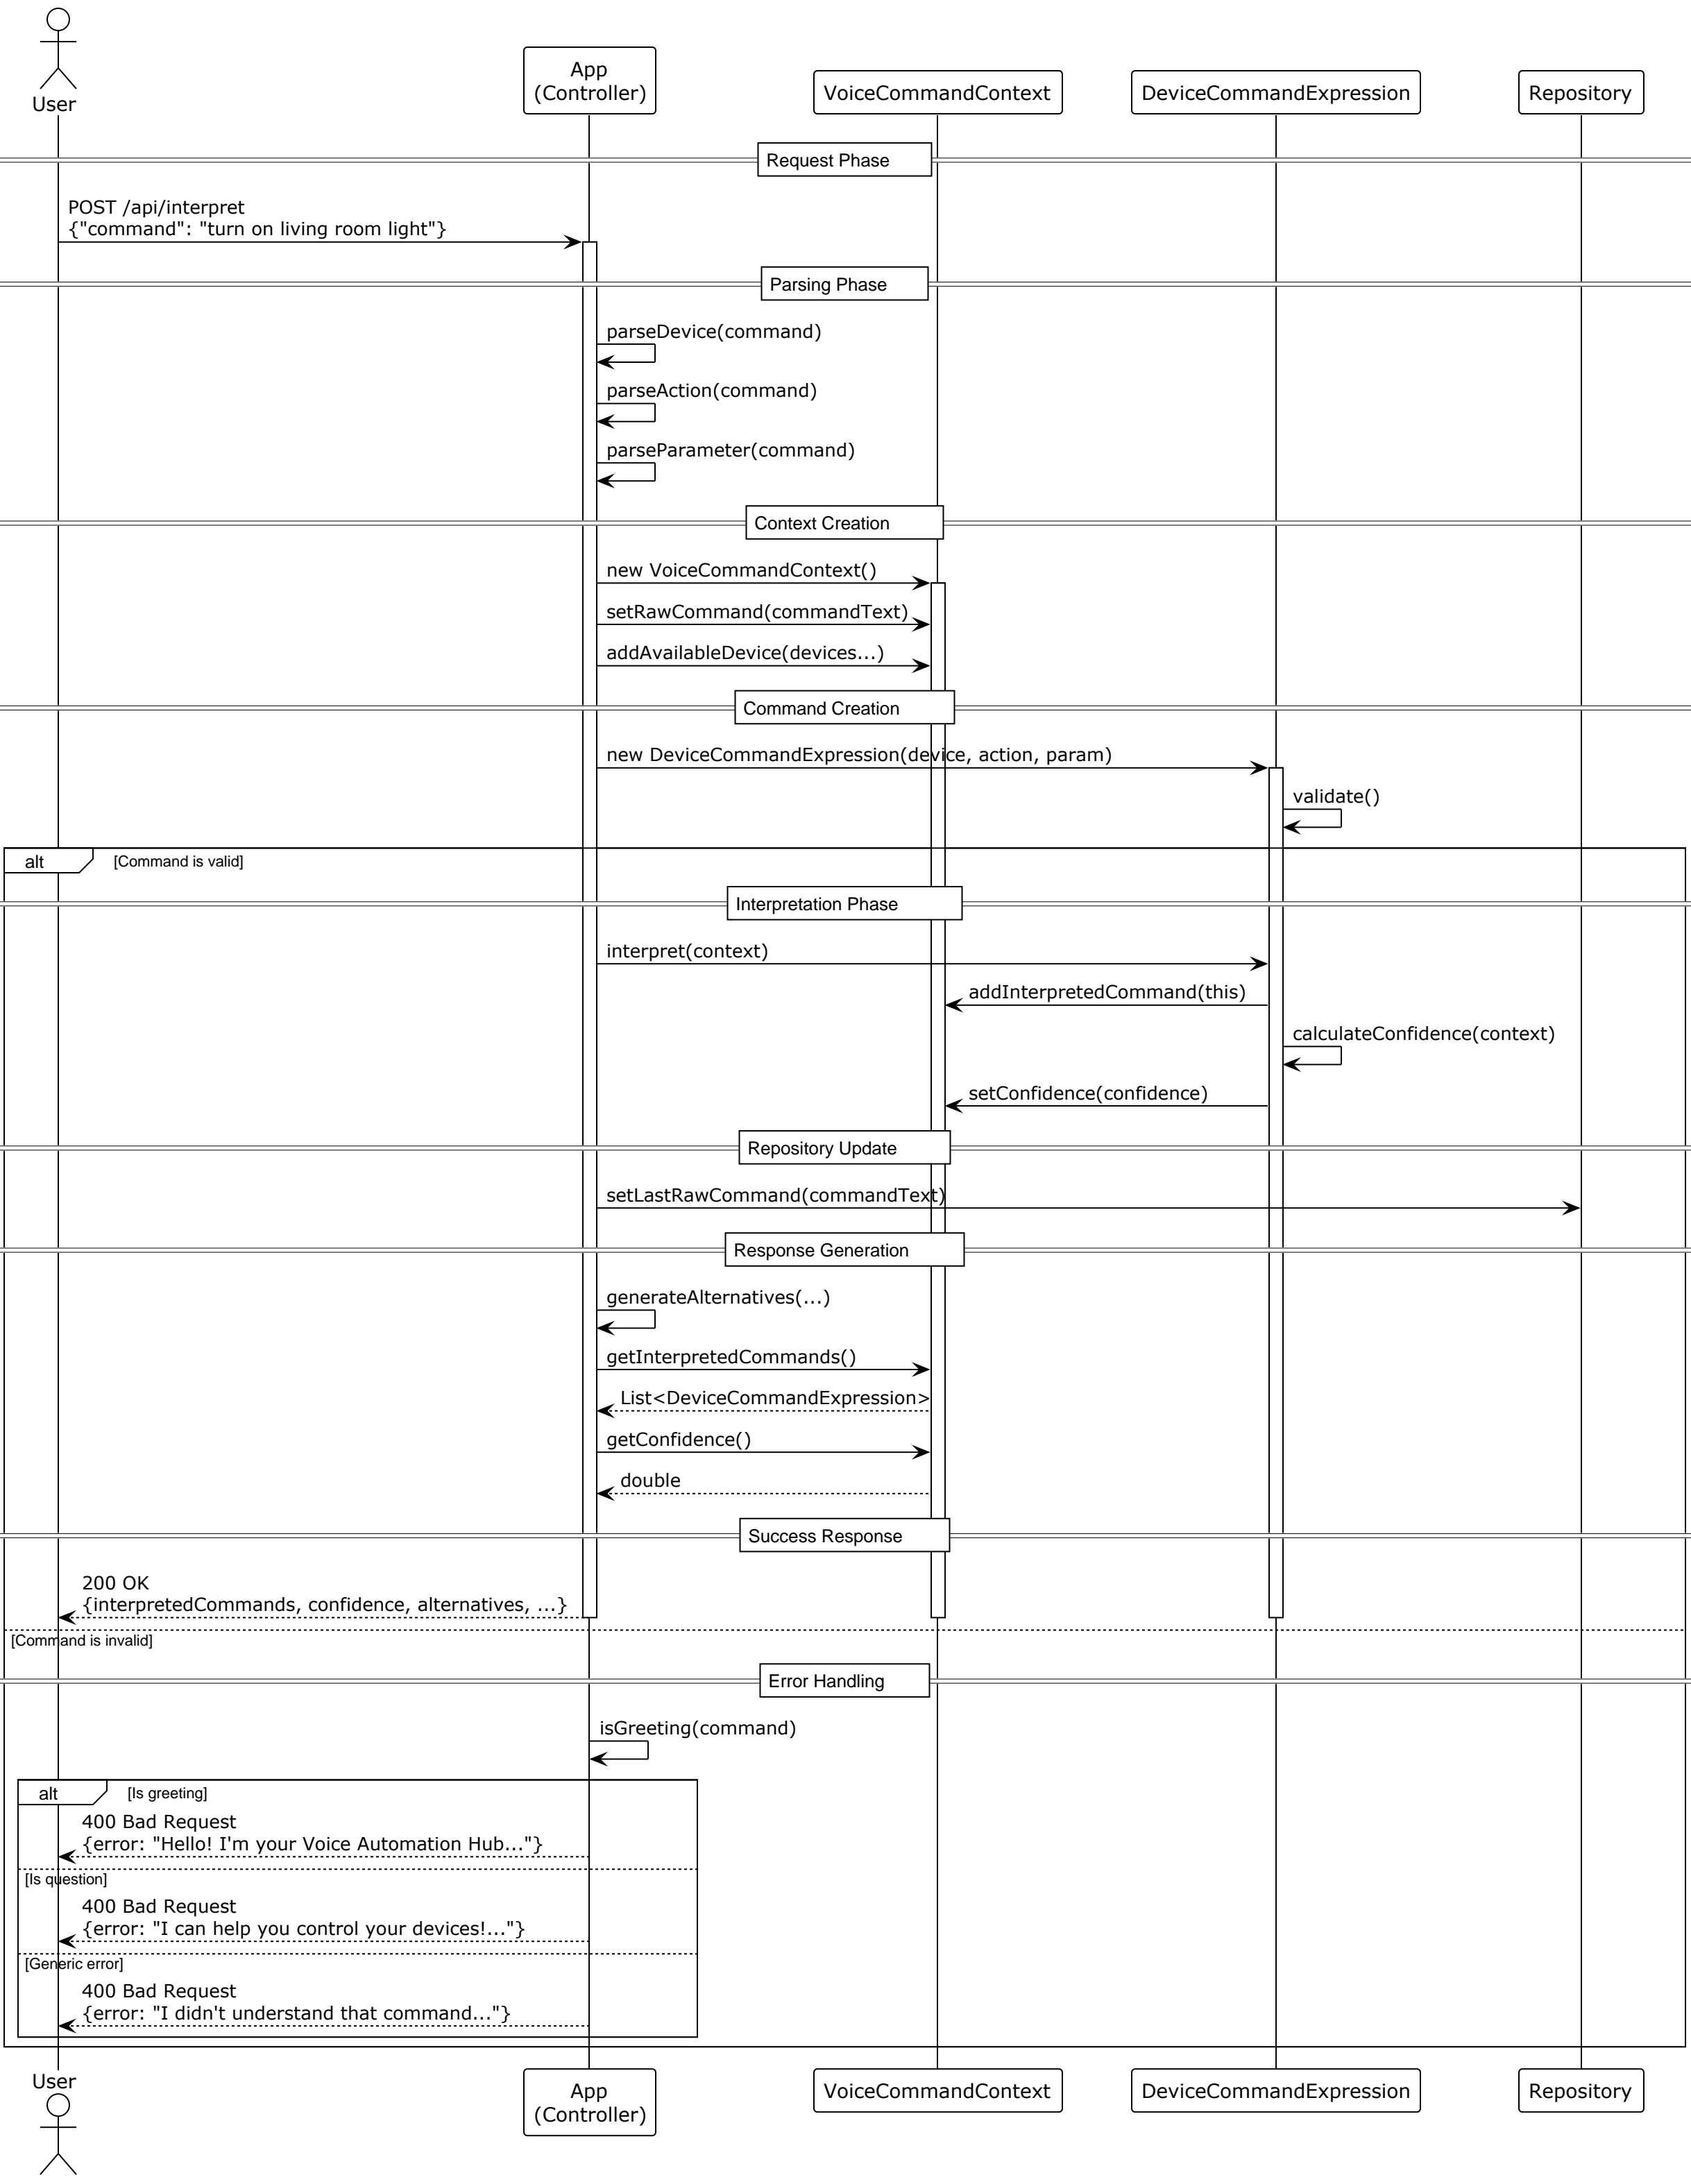 User
App
(Controller)
VoiceCommandContext
DeviceCommandExpression
Repository
Request Phase
POST /api/interpret
{"command": "turn on living room light"}
Parsing Phase
parseDevice(command)
parseAction(command)
parseParameter(command)
Context Creation
new VoiceCommandContext()
setRawCommand(commandText)
addAvailableDevice(devices...)
Command Creation
new DeviceCommandExpression(device, action, param)
validate()
alt
[Command is valid]
Interpretation Phase
interpret(context)
addInterpretedCommand(this)
calculateConfidence(context)
setConfidence(confidence)
Repository Update
setLastRawCommand(commandText)
Response Generation
generateAlternatives(...)
getInterpretedCommands()
List<DeviceCommandExpression>
getConfidence()
double
Success Response
200 OK
{interpretedCommands, confidence, alternatives, ...}
[Command is invalid]
Error Handling
isGreeting(command)
alt
[Is greeting]
400 Bad Request
{error: "Hello! I'm your Voice Automation Hub..."}
[Is question]
400 Bad Request
{error: "I can help you control your devices!..."}
[Generic error]
400 Bad Request
{error: "I didn't understand that command..."}
User
App
(Controller)
VoiceCommandContext
DeviceCommandExpression
Repository